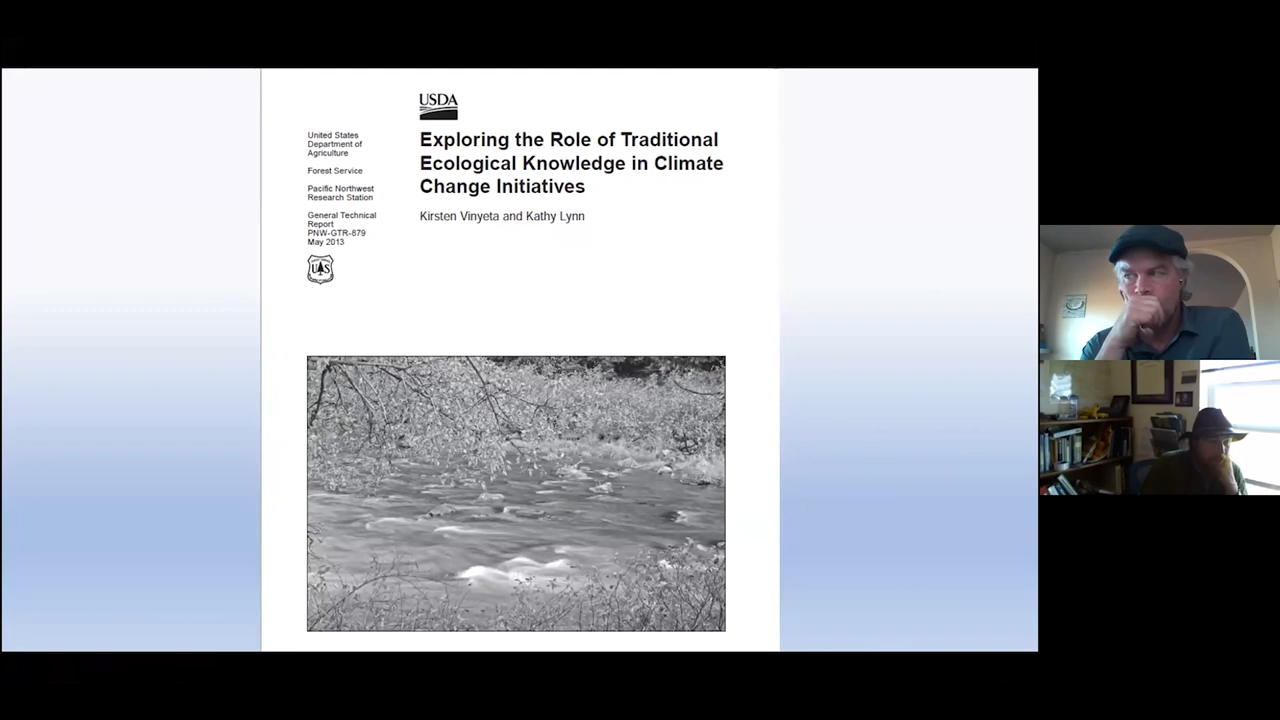 USDA
United States
Department of
Agriculture
Forest Service
Pacific Northwest
Research Station
General Technical
Report
PNW-GTR-879
May 2013
Exploring the Role of Traditional
Ecological Knowledge in Climate
Change Initiatives
Kirsten Vinyeta and Kathy Lynn
UAS